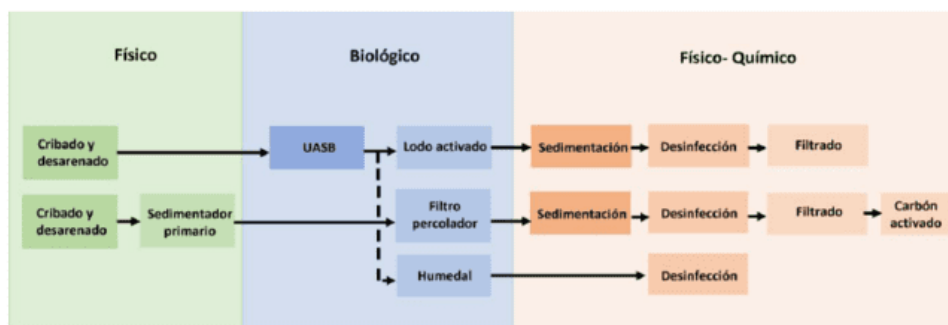 Físico
Biológico
Físico- Químico
Cribado y
desarenado
UASB
Lodo activado
Sedimentación
Desinfección
Filtrado
Cribado y
desarenado
Sedimentador
primario
Filtro
percolador
Sedimentación
Desinfección
Filtrado
Carbón
activado
Humedal
Desinfección